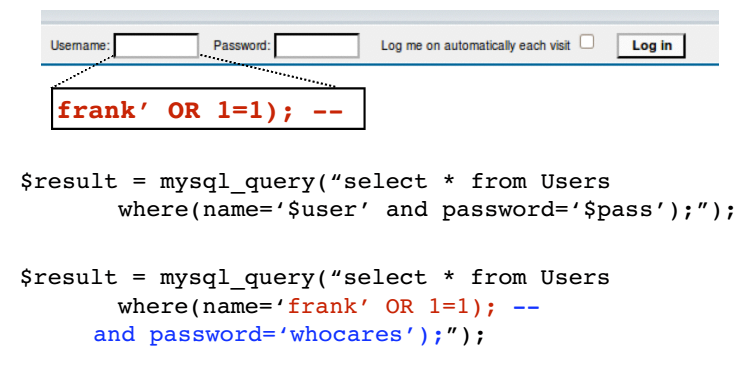 Username: Password: Log me on automatically each visit Log in
frank’ OR 1=1); --
$result = mysql_query(“select * from Users
where(name=‘$user’ and password=‘$pass’);”);
$result = mysql_query(“select * from Users
where(name=‘frank’ OR 1=1); --
and password=‘whocares’);”);